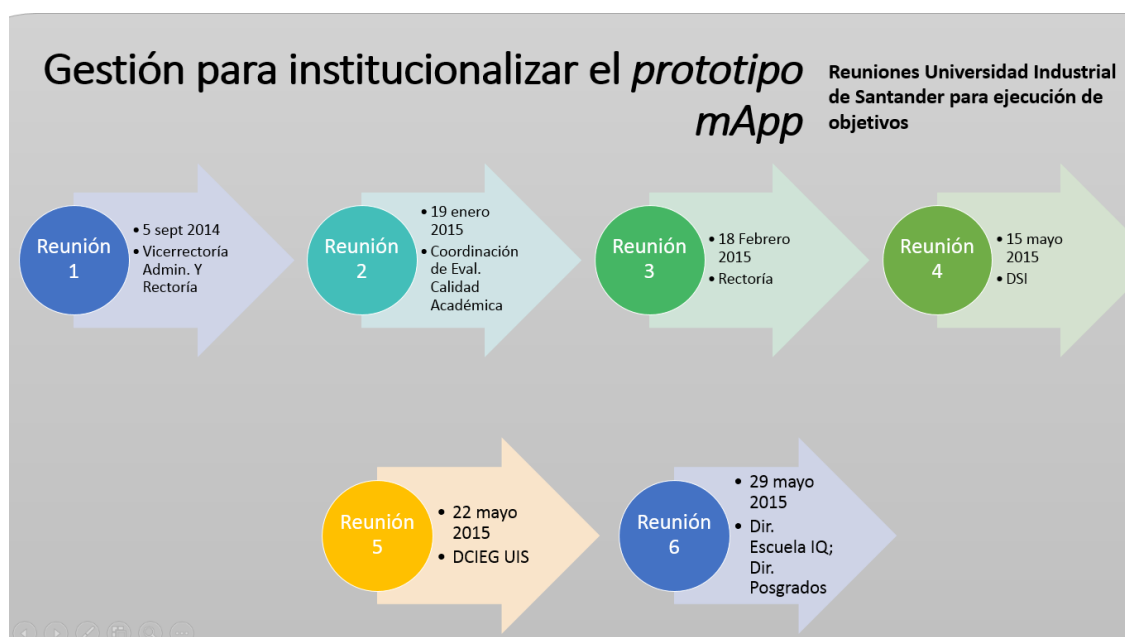 Gestión para institucionalizar el prototipo
mApp
Reuniones Universidad Industrial
de Santander para ejecución de
objetivos
Reunión
1
• 5 sept 2014
• Vicerrectoría
Admin. Y
Rectoría
Reunión
2
• 19 enero
2015
• Coordinación
de Eval.
Calidad
Académica
Reunión
3
• 18 Febrero
2015
• Rectoría
Reunión
4
• 15 mayo
2015
• DSI
Reunión
5
• 22 mayo
2015
• DCIEG UIS
Reunión
6
• 29 mayo
2015
• Dir.
Escuela IQ;
Dir.
Posgrados